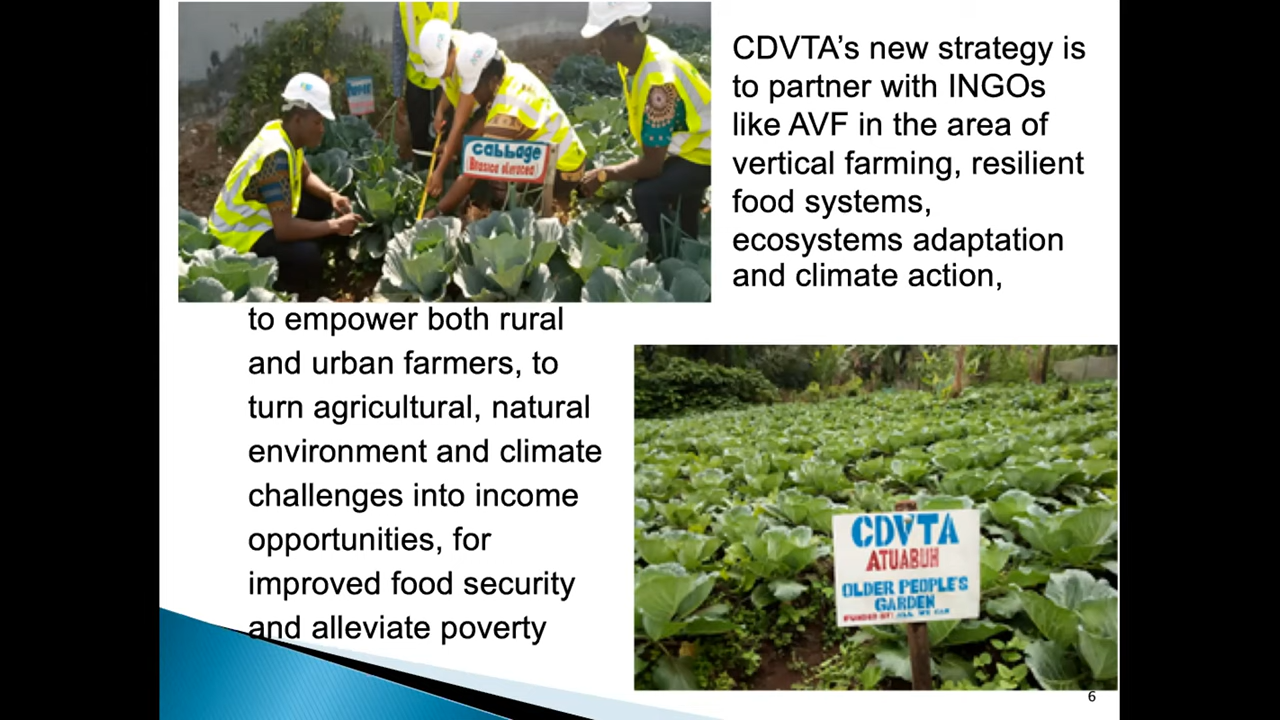 CDVTA’s new strategy is
to partner with INGOs
like AVF in the area of
vertical farming, resilient
food systems,
ecosystems adaptation
and climate action,
to empower both rural
and urban farmers, to
turn agricultural, natural
environment and climate
challenges into income
opportunities, for
improved food security
and alleviate poverty
Cabbage
CDVTA
ATUABUH
OLDER PEOPLE'S
GARDEN
FUNDED BY:
6